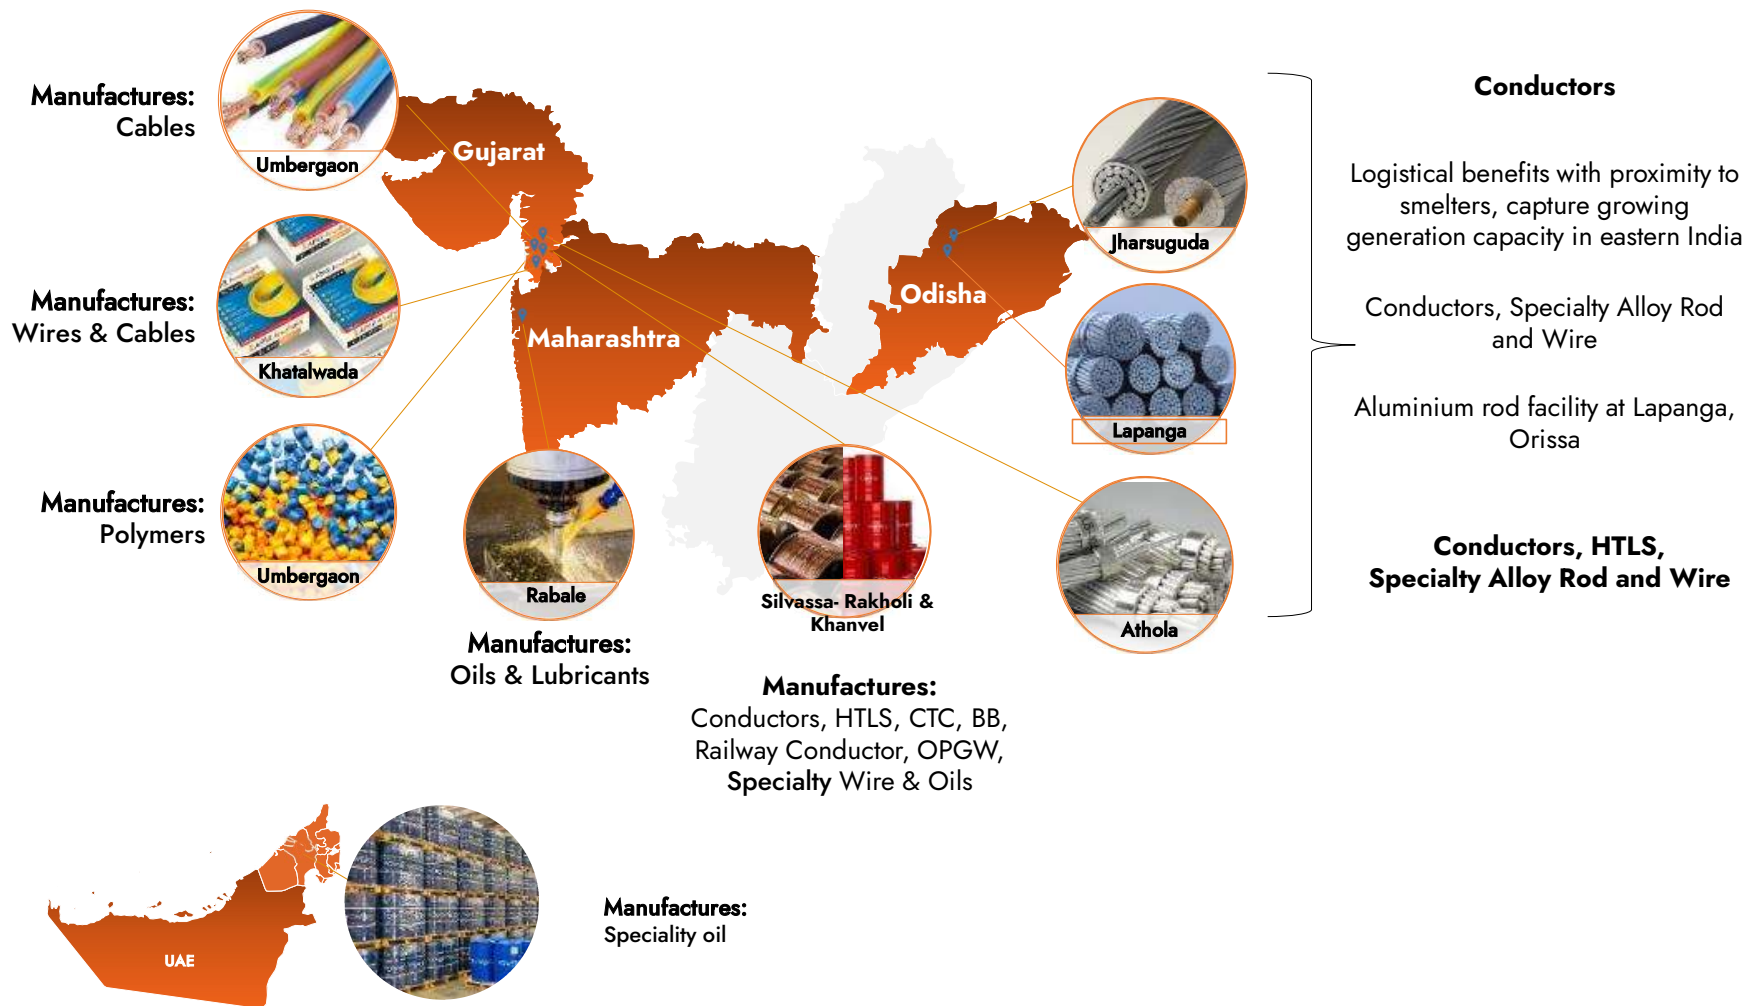 Manufactures:
Cables
Umbergaon
Manufactures:
Wires & Cables
Khatalwada
Manufactures:
Polymers
Umbergaon
Gujarat
Maharashtra
Odisha
Rabale
Manufactures:
Oils & Lubricants
Silvassa- Rakholi &
Khanvel
Manufactures:
Conductors, HTLS, CTC, BB,
Railway Conductor, OPGW,
Specialty Wire & Oils
Jharsuguda
Lapanga
Athola
Conductors
Logistical benefits with proximity to
smelters, capture growing
generation capacity in eastern India
Conductors, Specialty Alloy Rod
and Wire
Aluminium rod facility at Lapanga,
Orissa
Conductors, HTLS,
Specialty Alloy Rod and Wire
UAE
Manufactures:
Speciality oil